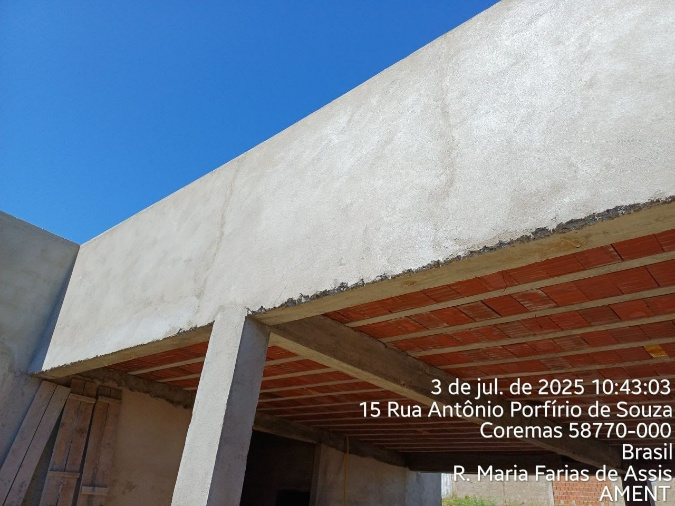 3 de jul. de 2025 10:43:03
15 Rua Antônio Porfírio de Souza
Coremas 58770-000
Brasil
R. Maria Farias de Assis
AMENT